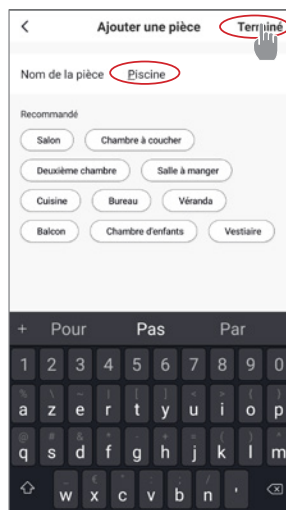 Ajouter une pièce Terminé
Nom de la pièce Piscine
Recommandé
Salon Chambre à coucher
Deuxième chambre Salle à manger
Cuisine Bureau Véranda
Balcon Chambre d'enfants Vestiaire
+ Pour Pas Par
1 2 3 4 5 6 7 8 9 0
a z e r t y u i o p
q s d f g h j k l m
w x c v b n '